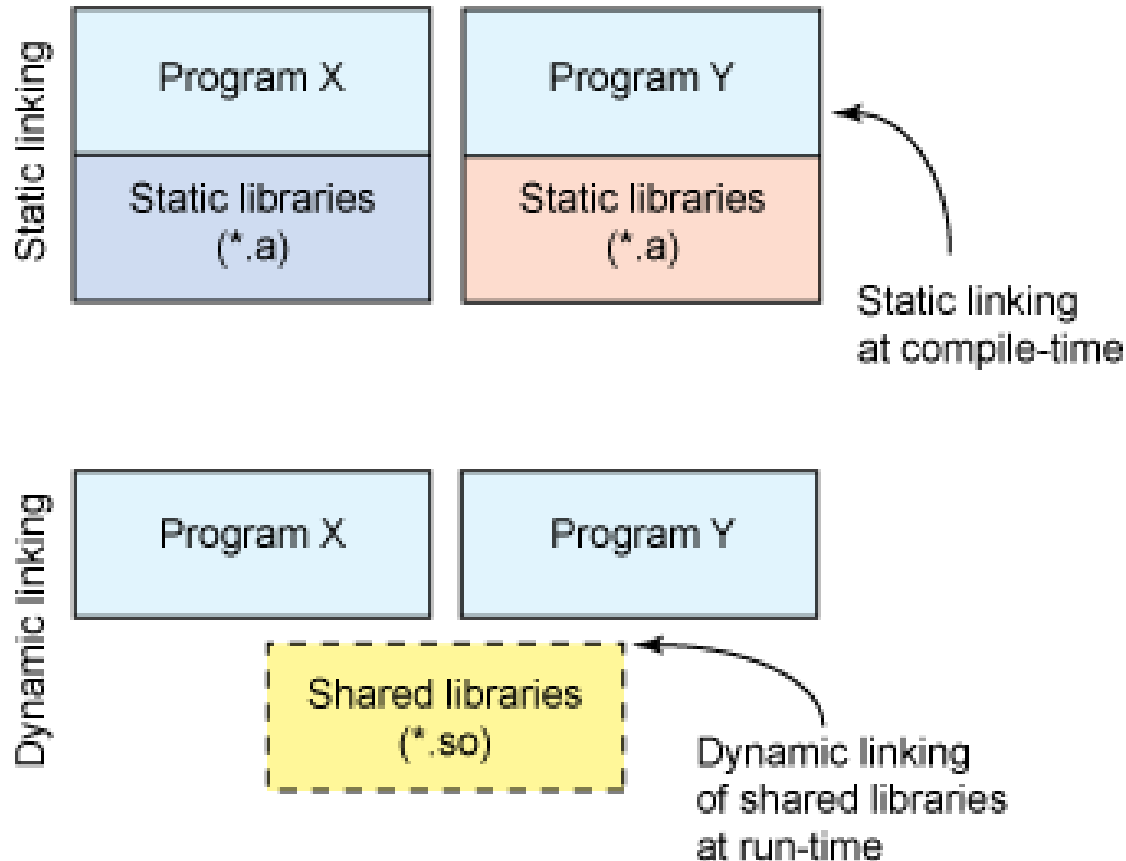 Static linking
Program X
Program Y
Static libraries
(*.a)
Static libraries
(*.a)
Static linking
at compile-time
Dynamic linking
Program X
Program Y
Shared libraries
(*.so)
Dynamic linking
of shared libraries
at run-time